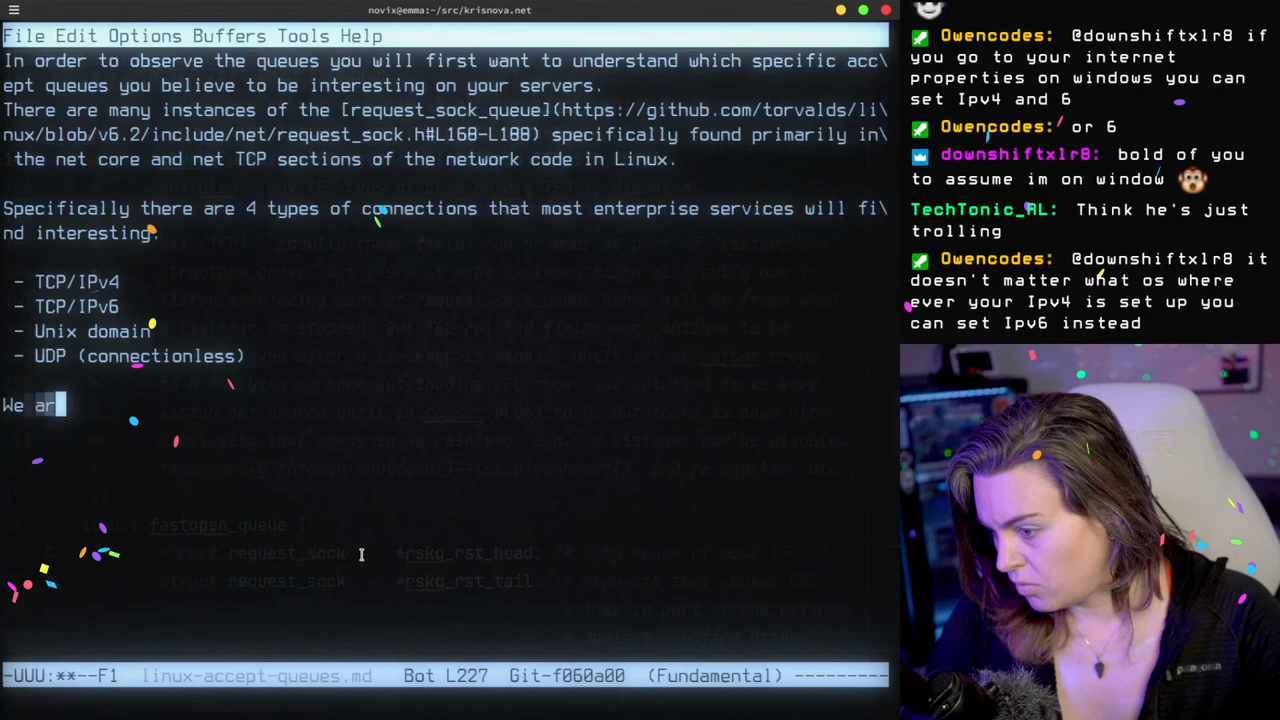 novix@emma:~/src/krisnova.net
File Edit Options Buffers Tools Help
In order to observe the queues you will first want to understand which specific acc\
ept queues you believe to be interesting on your servers.
There are many instances of the [request_sock_queue](https://github.com/torvalds/li\
nux/blob/v6.2/include/net/request_sock.h#L168-L188) specifically found primarily in\
the net core and net TCP sections of the network code in Linux.
Specifically there are 4 types of connections that most enterprise services will fi\
nd interesting.
- TCP/IPv4
- TCP/IPv6
- Unix domain
- UDP (connectionless)
We ar
fastopen_queue {
struct request_sock *rskq_rst_head
struct request_sock *rskq_rst_tail
-UUU:**--F1 linux-accept-queues.md Bot L227 Git-f060a00 (Fundamental) ---------
Owencodes: @downshiftxlr8 if
you go to your internet
properties on windows you can
set Ipv4 and 6
Owencodes: or 6
downshiftxlr8: bold of you
to assume im on window
TechTonic_RL: Think he's just
trolling
Owencodes: @downshiftxlr8 it
doesn't matter what os where
ever your Ipv4 is set up you
can set Ipv6 instead